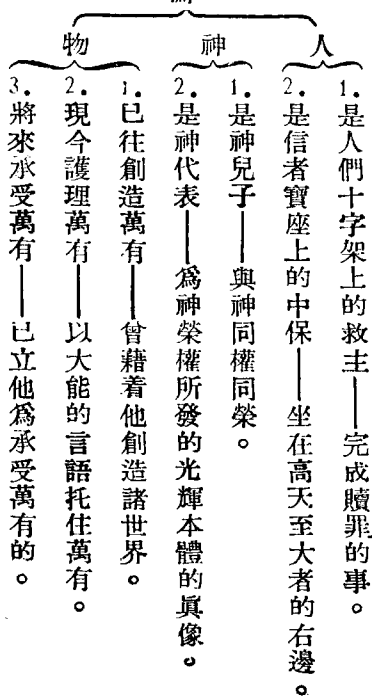 人
1. 是人們十字架上的救主——完成贖罪的事。
2. 是信者寶座上的中保——坐在高天至大者的右邊。
神
1. 是神兒子——與神同權同榮。
2. 是神代表——爲神榮權所發的光輝本體的眞像。
物
1. 已往創造萬有——曾藉着他創造諸世界。
2. 現今護理萬有——以大能的言語托住萬有。
3. 將來承受萬有——已立他爲承受萬有的。